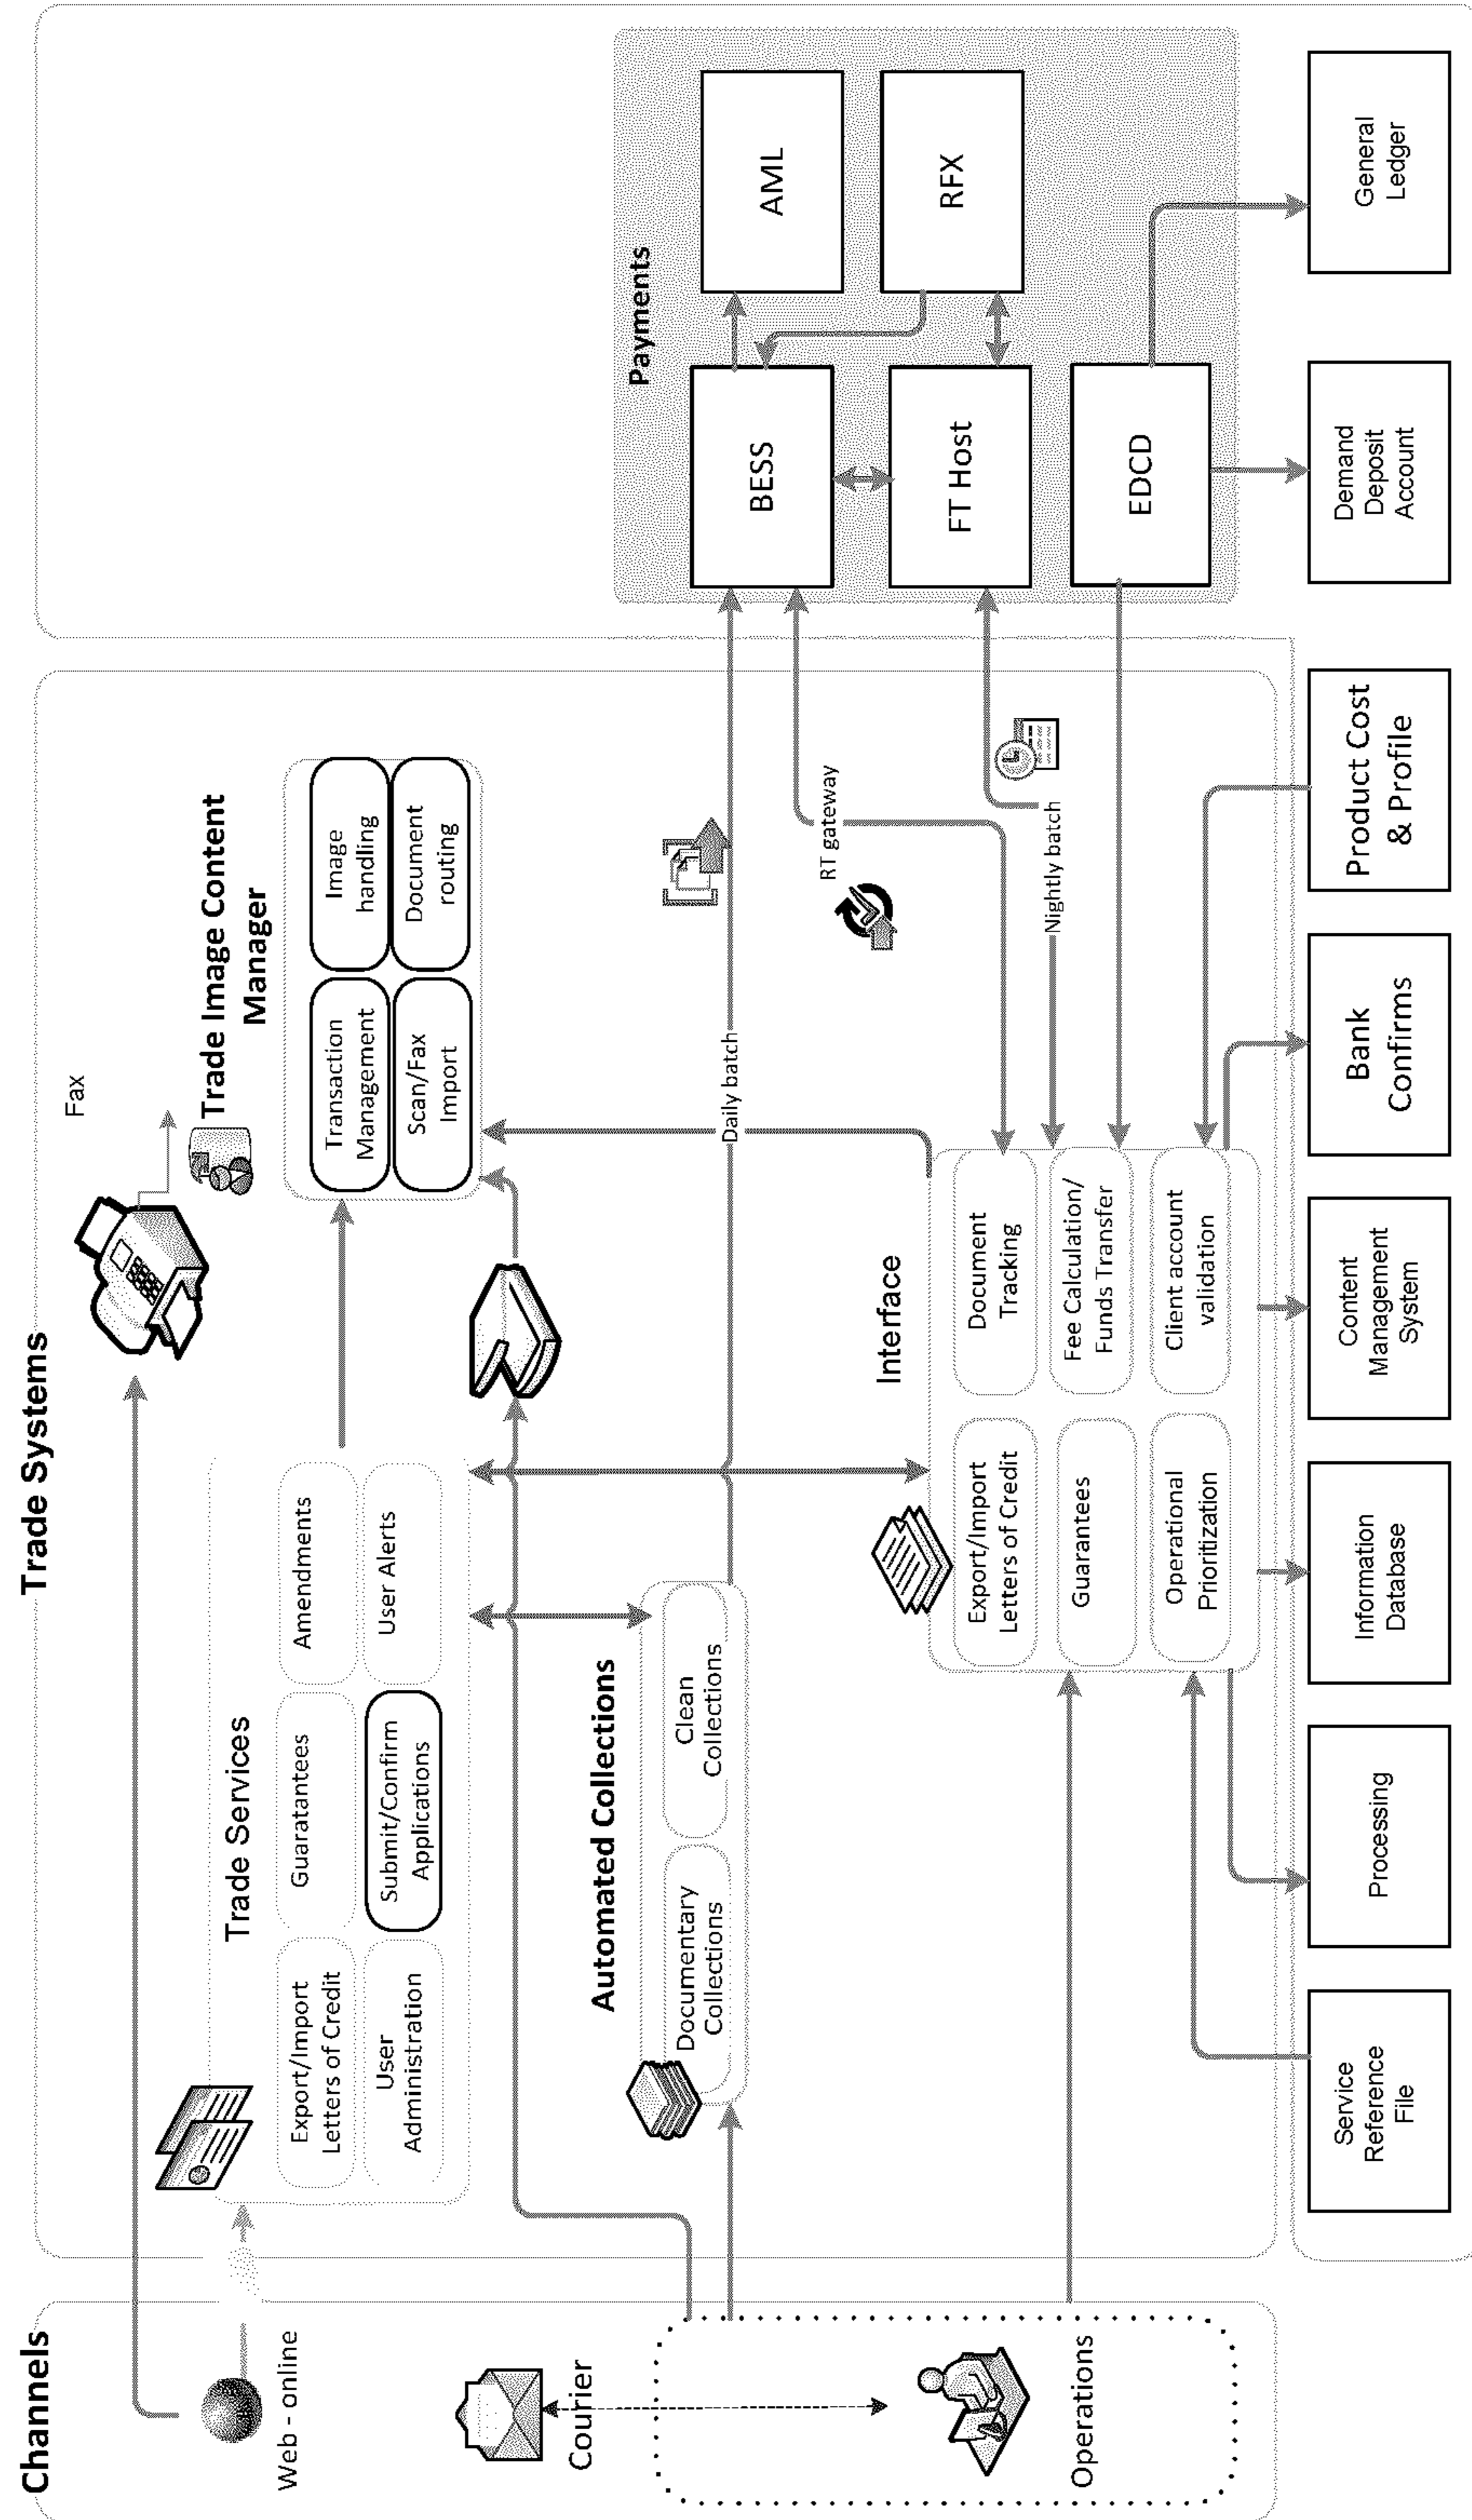 Channels
Web - online
Courier
Operations
Trade Systems
Fax
Trade Services
Export/Import
Letters of Credit
Guaratantees
Amendments
User
Administration
Submit/Confirm
Applications
User Alerts
Trade Image Content
Manager
Transaction
Management
Image
handling
Scan/Fax
Import
Document
routing
Automated Collections
Documentary
Collections
Clean
Collections
Daily batch
RT gateway
Nightly batch
Interface
Export/Import
Letters of Credit
Document
Tracking
Guarantees
Fee Calculation/
Funds Transfer
Operational
Prioritization
Client account
validation
Payments
BESS
AML
FT Host
RFX
EDCD
Service
Reference
File
Processing
Information
Database
Content
Management
System
Bank
Confirms
Product Cost
& Profile
Demand
Deposit
Account
General
Ledger